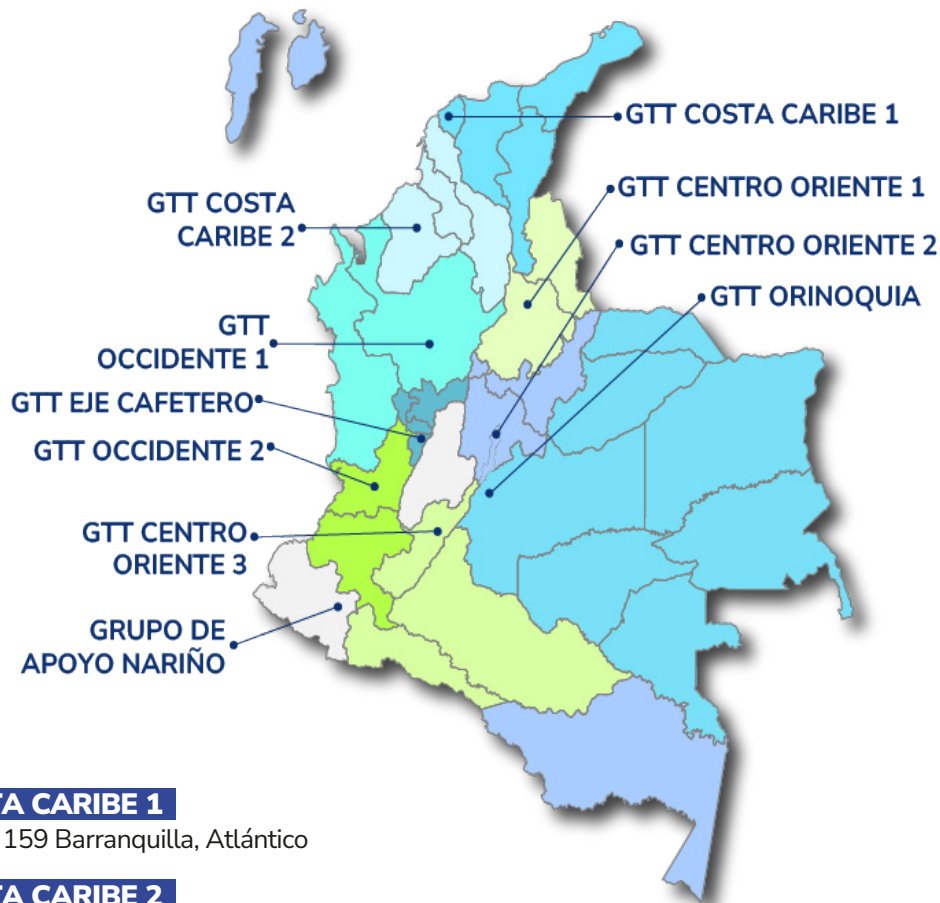 GTT COSTA CARIBE 1
GTT CENTRO ORIENTE 1
GTT COSTA
CARIBE 2
GTT CENTRO ORIENTE 2
GTT ORINOQUIA
GTT
OCCIDENTE 1
GTT EJE CAFETERO
GTT OCCIDENTE 2
GTT CENTRO
ORIENTE 3
GRUPO DE
APOYO NARIÑO
TA CARIBE 1
159 Barranquilla, Atlántico
TA CARIBE 2